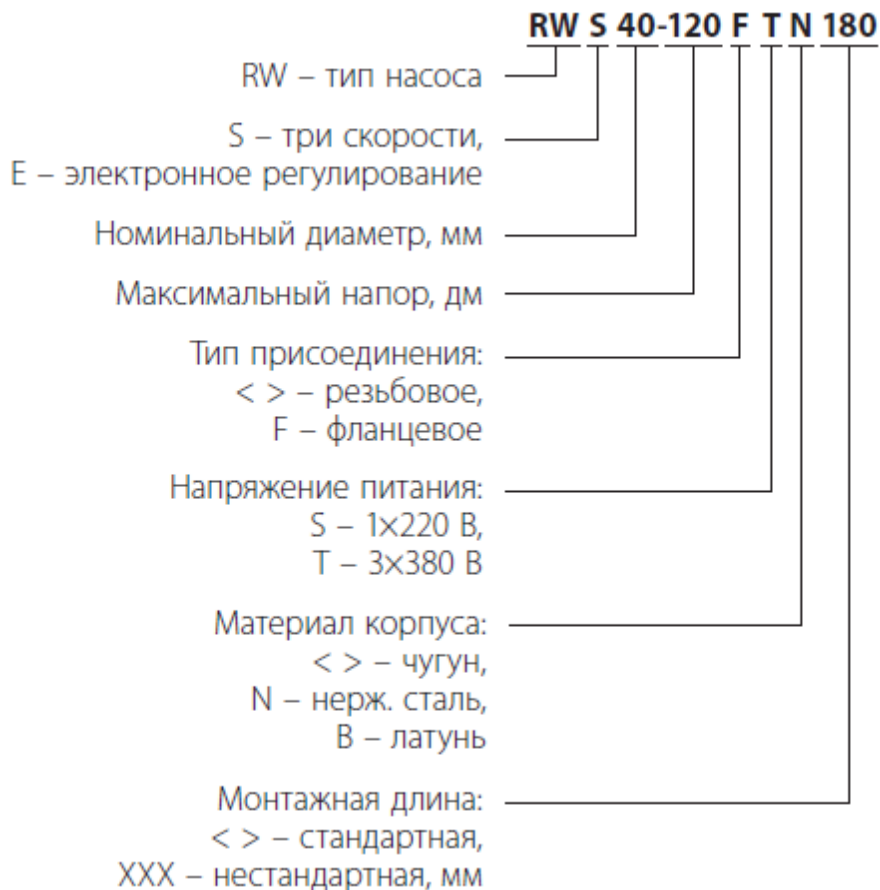 RW S 40-120 F T N 180
RW – тип насоса
S – три скорости,
E – электронное регулирование
Номинальный диаметр, мм
Максимальный напор, дм
Тип присоединения:
< > – резьбовое,
F – фланцевое
Напряжение питания:
S – 1×220 В,
T – 3×380 В
Материал корпуса:
< > – чугун,
N – нерж. сталь,
B – латунь
Монтажная длина:
< > – стандартная,
XXX – нестандартная, мм